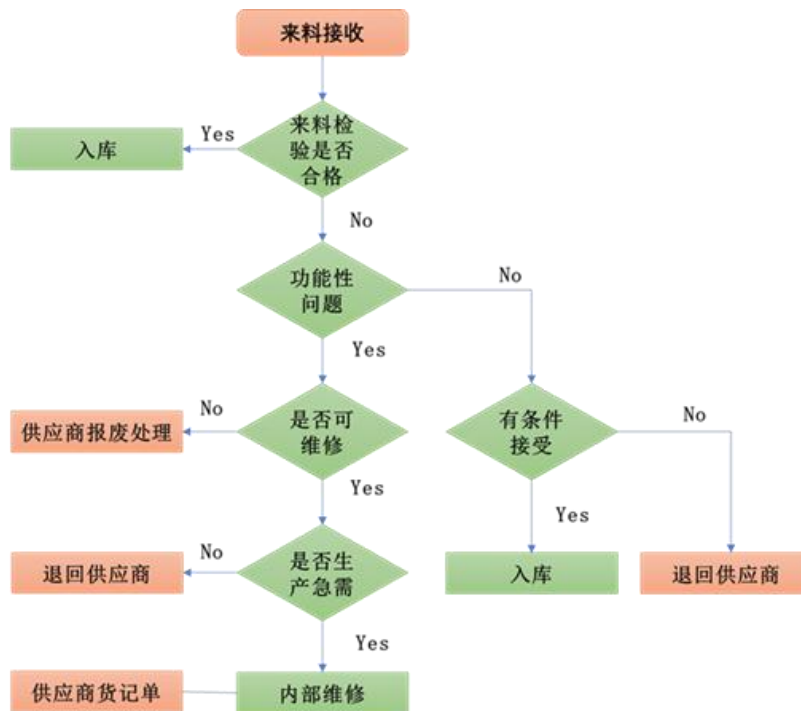 来料接收
Yes
入库
来料检
验是否
合格
No
功能性
问题
No
Yes
No
供应商报废处理
是否可
维修
有条件
接受
No
Yes
Yes
No
退回供应商
是否生
产急需
入库
退回供应商
Yes
供应商货记单
内部维修